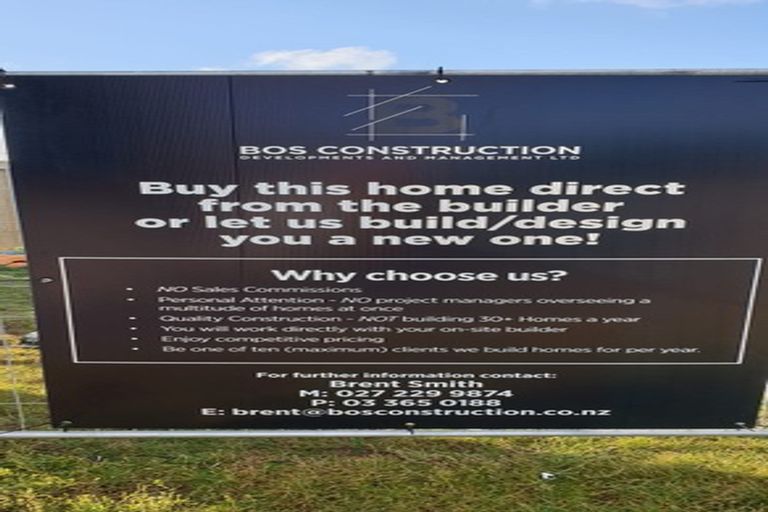 B
BOS CONSTRUCTION
DEVELOPMENTS AND MANAGEMENT LTD
Buy this home direct
from the builder
or let us build/design
you a new one!
Why choose us?
• NO Sales Commissions
• Personal Attention - NO project managers overseeing a
multitude of homes at once
• Quality Construction - NOT building 30+ Homes a year
• You will work directly with your on-site builder
• Enjoy competitive pricing
• Be one of ten (maximum) clients we build homes for per year.
For further information contact:
Brent Smith
M: 027 229 9874
P: 03 365 0188
E: brent@bosconstruction.co.nz